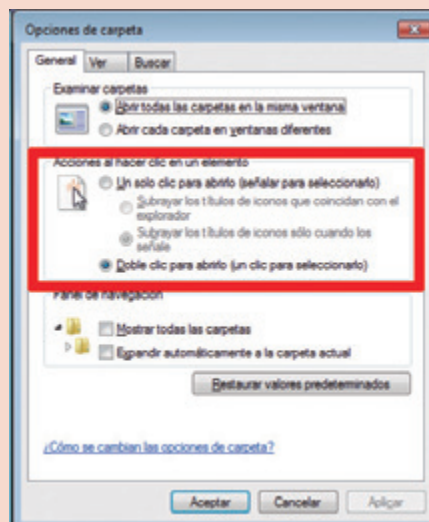 Opciones de carpeta
General Ver Buscar
Examinar carpetas
Abrir todas las carpetas en la misma ventana
Abrir cada carpeta en ventanas diferentes
Acciones al hacer clic en un elemento
Un solo clic para abrirlo (señalar para seleccionarlo)
Subrayar los títulos de iconos que coincidan con el
explorador
Subrayar los títulos de iconos sólo cuando los
señale
Doble clic para abrirlo (un clic para seleccionarlo)
Panel de navegación
Mostrar todas las carpetas
Expandir automáticamente a la carpeta actual
Restaurar valores predeterminados
¿Cómo se cambian las opciones de carpeta?
Aceptar Cancelar Aplicar